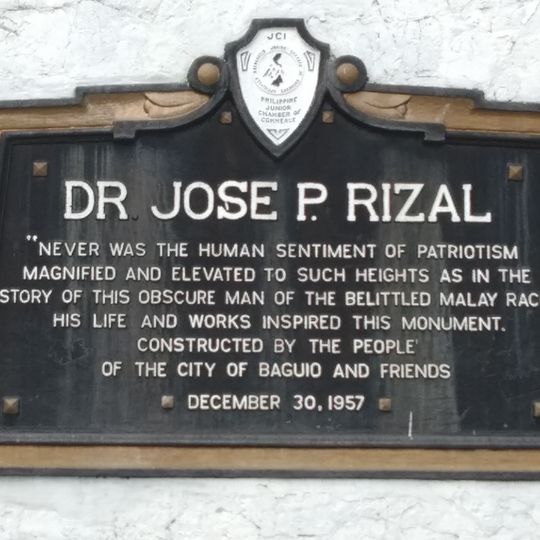 JCI
PHILIPPINE
JUNIOR
CHAMBER OF
COMMERCE
DR. JOSE P. RIZAL
"NEVER WAS THE HUMAN SENTIMENT OF PATRIOTISM
MAGNIFIED AND ELEVATED TO SUCH HEIGHTS AS IN THE
STORY OF THIS OBSCURE MAN OF THE BELITTLED MALAY RAC
HIS LIFE AND WORKS INSPIRED THIS MONUMENT.
CONSTRUCTED BY THE PEOPLE
OF THE CITY OF BAGUIO AND FRIENDS
DECEMBER 30, 1957